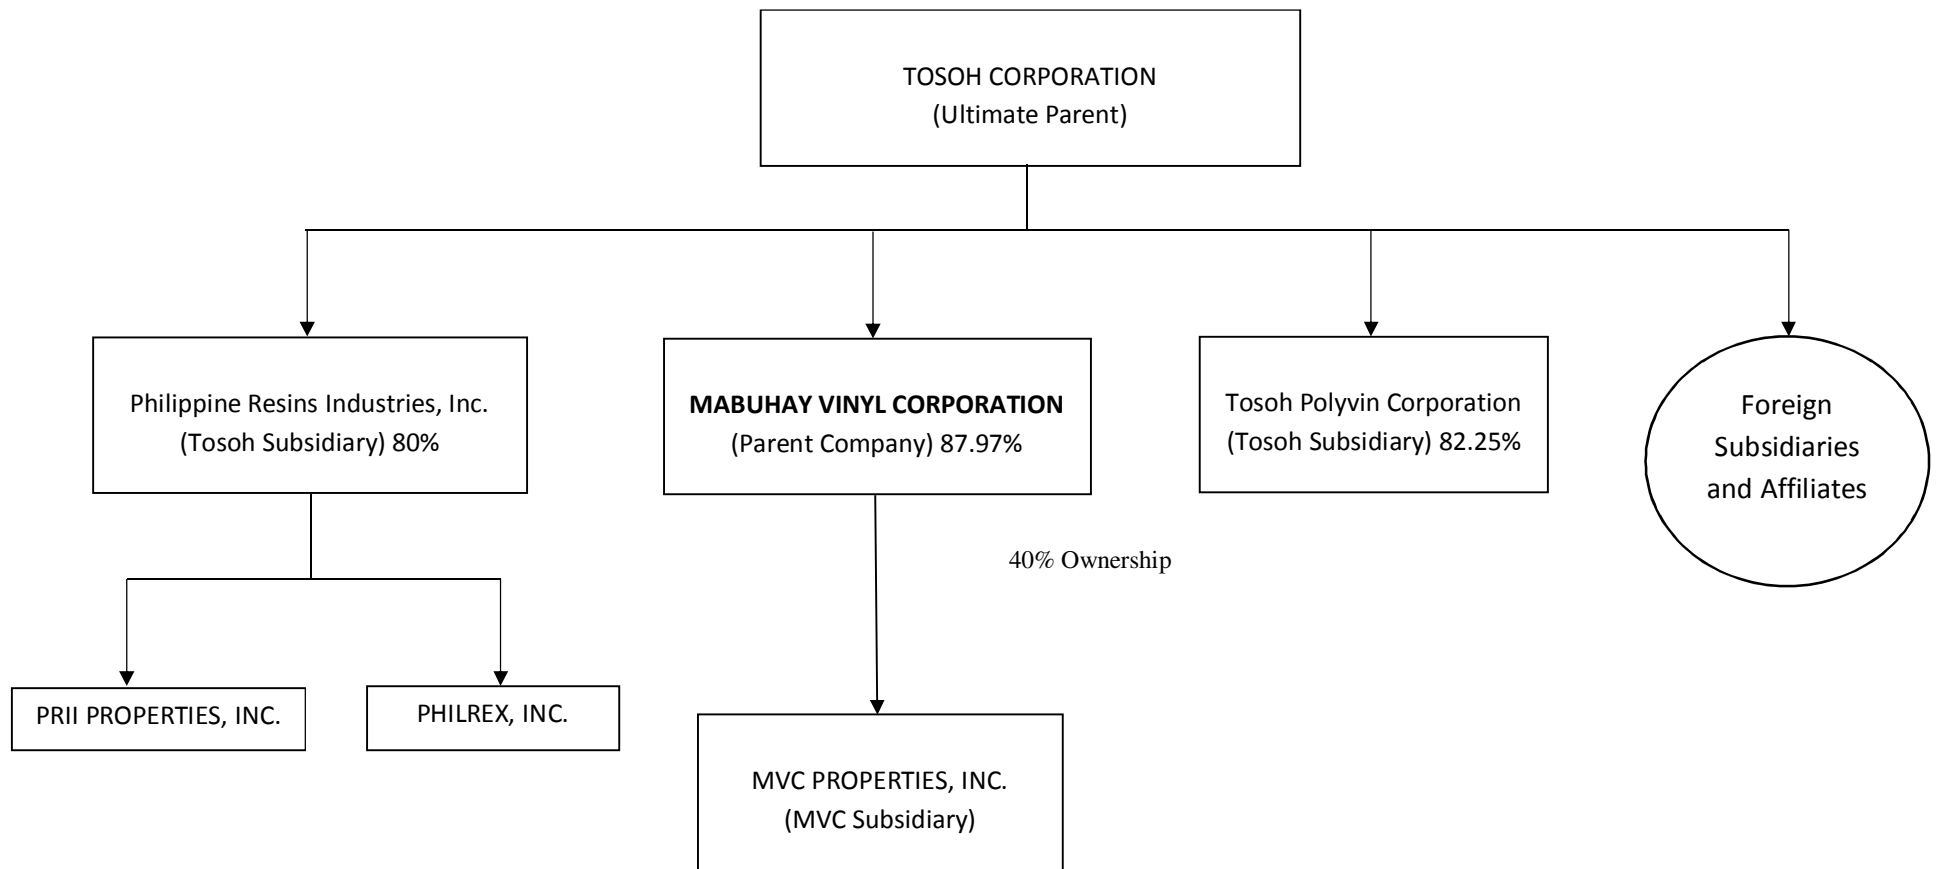 TOSOH CORPORATION
(Ultimate Parent)
Philippine Resins Industries, Inc.
(Tosoh Subsidiary) 80%
MABUHAY VINYL CORPORATION
(Parent Company) 87.97%
Tosoh Polyvin Corporation
(Tosoh Subsidiary) 82.25%
Foreign
Subsidiaries
and Affiliates
40% Ownership
PRII PROPERTIES, INC.
PHILREX, INC.
MVC PROPERTIES, INC.
(MVC Subsidiary)